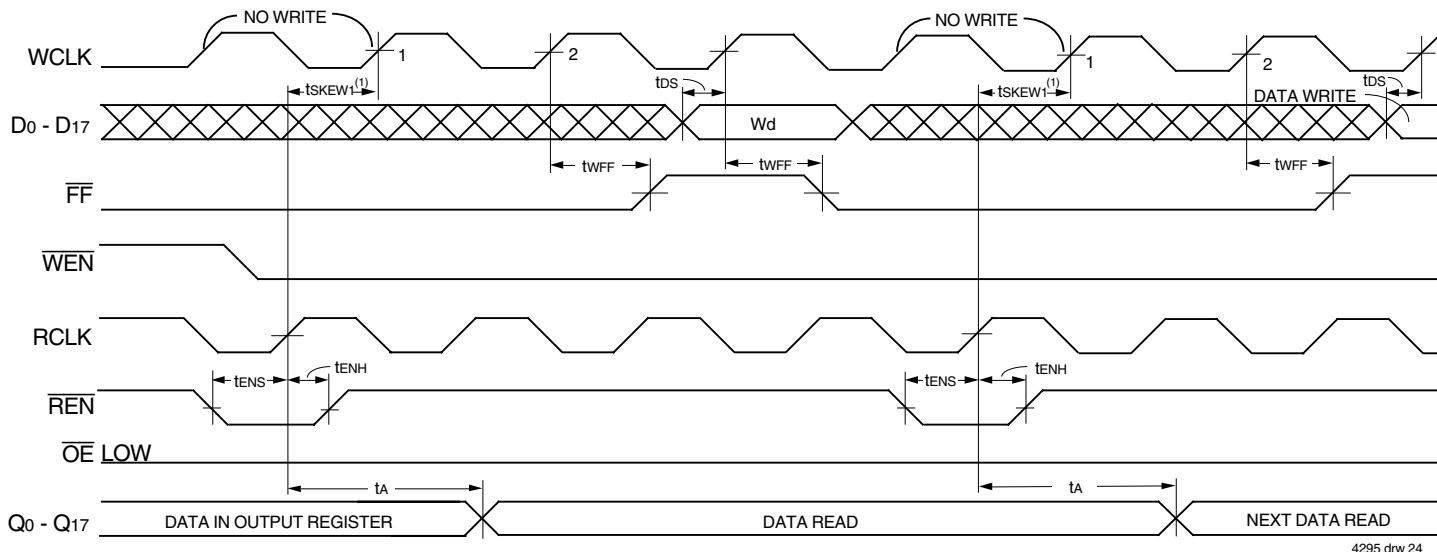 NO WRITE
NO WRITE
WCLK
1
2
1
2
tSKEW1(1)
tDS
tSKEW1(1)
tDS
DATA WRITE
D0 - D17
Wd
tWFF
tWFF
tWFF
FF
WEN
RCLK
tENS
tENH
tENS
tENH
REN
OE LOW
tA
tA
Q0 - Q17
DATA IN OUTPUT REGISTER
DATA READ
NEXT DATA READ
4295 drw 24